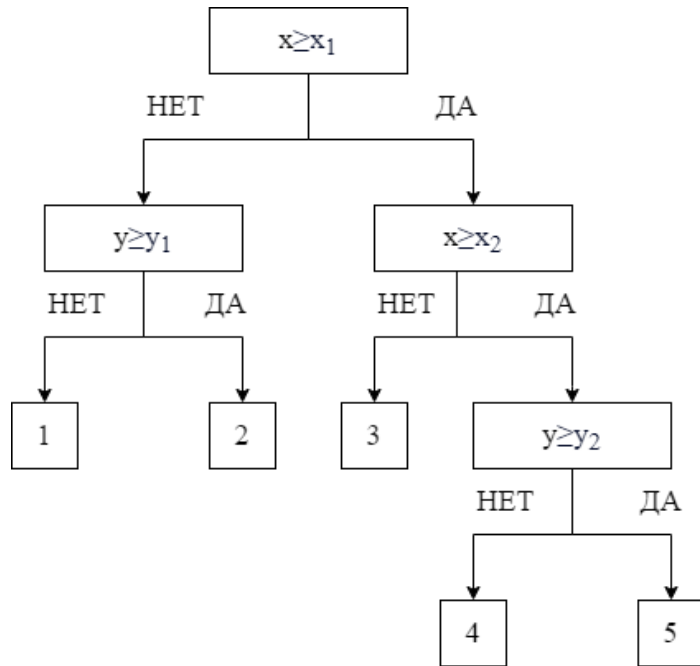 x≥x₁
НЕТ ДА
y≥y₁ x≥x₂
НЕТ ДА НЕТ ДА
1 2 3 y≥y₂
НЕТ ДА
4 5